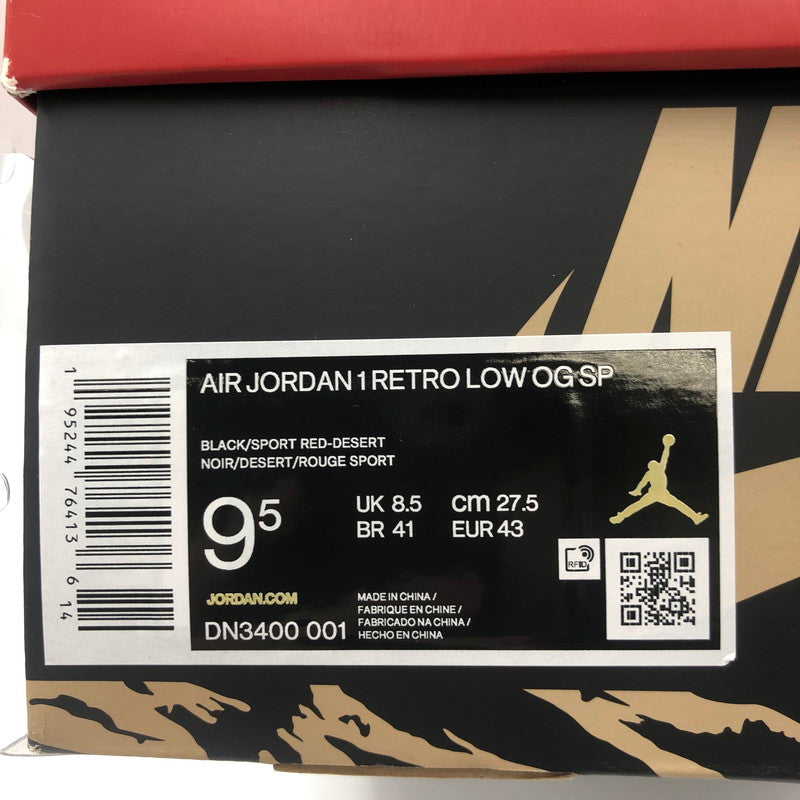 AIR JORDAN 1 RETRO LOW OG SP
BLACK/SPORT RED-DESERT
NOIR/DESERT/ROUGE SPORT
9⁵
UK 8.5 cm 27.5
BR 41 EUR 43
RFID
JORDAN.COM
DN3400 001
MADE IN CHINA /
FABRIQUE EN CHINE /
FABRICADO NA CHINA /
HECHO EN CHINA
1 95244 76413 6 14